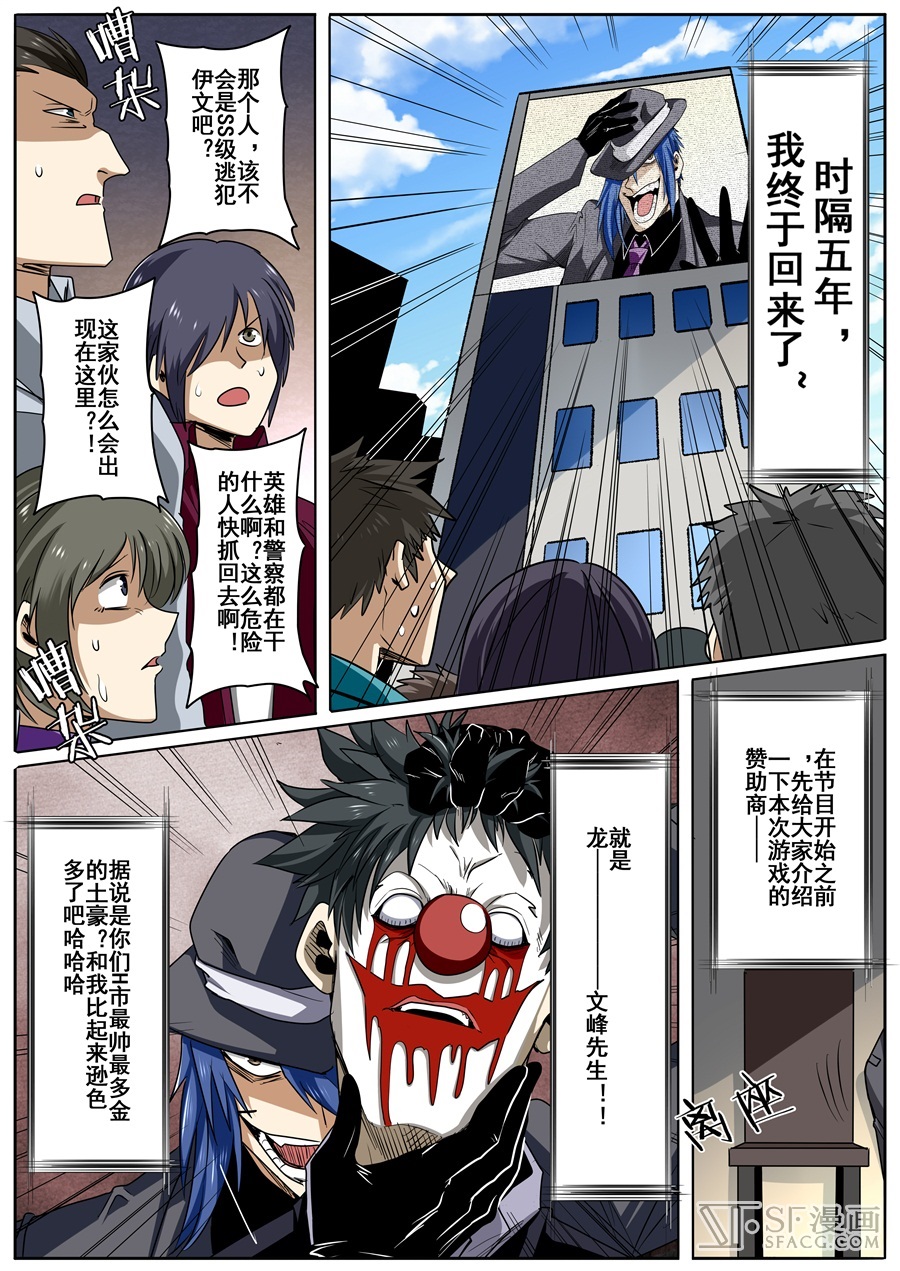 时隔五年，
我终于回来了~
嘈杂
那个人，该不
会是SS级逃犯
伊文吧？
这家伙怎么会出
现在这里？！
英雄和警察都在干
什么啊？这么危险
的人快抓回去啊！
嘈杂
在节目开始之前
，先给大家介绍
一下本次游戏的
赞助商——
离座
就是
龙————文峰先生！！
据说是你们H市最帅最多金
的土豪？和我比起来逊色
多了吧哈哈哈
SF漫画
SFACG.COM